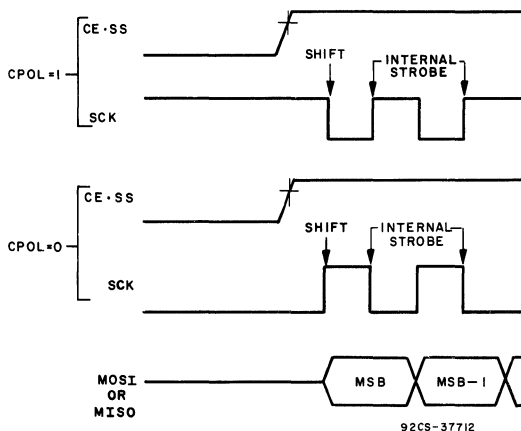 CE·SS
CPOL=1
SHIFT
INTERNAL
STROBE
SCK
CE·SS
CPOL=0
SHIFT
INTERNAL
STROBE
SCK
MOSI
OR
MISO
MSB
MSB-1
92CS-37712